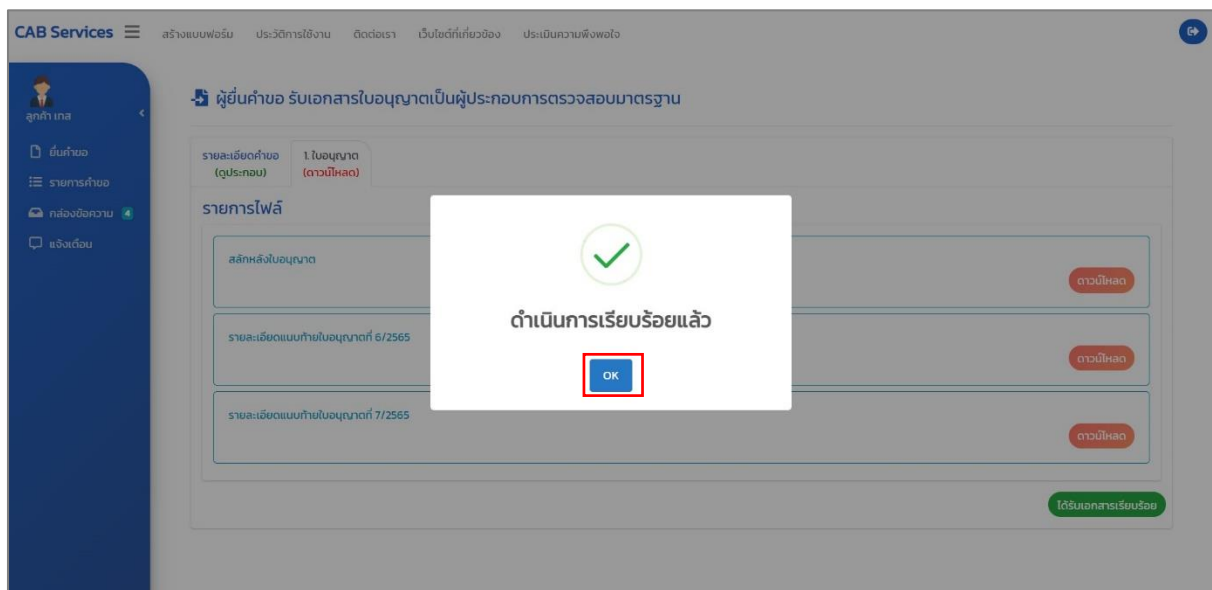 CAB Services สร้างแบบฟอร์ม ประวัติการใช้งาน ติดต่อเรา เว็บไซต์ที่เกี่ยวข้อง ประเมินความพึงพอใจ
ลูกค้า เทส
ยื่นคำขอ
รายการคำขอ
กล่องข้อความ 4
แจ้งเตือน
ผู้ยื่นคำขอ รับเอกสารใบอนุญาตเป็นผู้ประกอบการตรวจสอบมาตรฐาน
รายละเอียดคำขอ
(ดูประกอบ)
1. ใบอนุญาต
(ดาวน์โหลด)
รายการไฟล์
สลักหลังใบอนุญาต
ดาวน์โหลด
รายละเอียดแนบท้ายใบอนุญาตที่ 6/2565
ดาวน์โหลด
รายละเอียดแนบท้ายใบอนุญาตที่ 7/2565
ดาวน์โหลด
ได้รับเอกสารเรียบร้อย
ดำเนินการเรียบร้อยแล้ว
OK